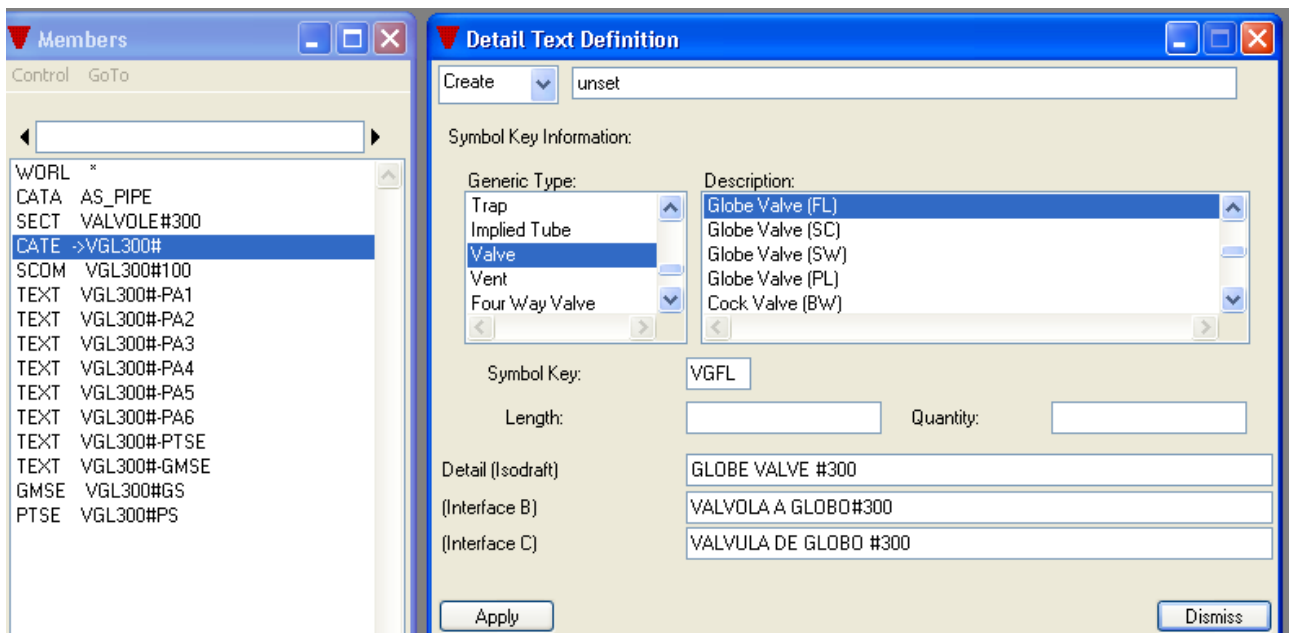 Members
Control GoTo
WORL *
CATA AS_PIPE
SECT VALVOLE#300
CATE ->VGL300#
SCOM VGL300#100
TEXT VGL300#-PA1
TEXT VGL300#-PA2
TEXT VGL300#-PA3
TEXT VGL300#-PA4
TEXT VGL300#-PA5
TEXT VGL300#-PA6
TEXT VGL300#-PTSE
TEXT VGL300#-GMSE
GMSE VGL300#GS
PTSE VGL300#PS
Detail Text Definition
Create unset
Symbol Key Information:
Generic Type:
Trap
Implied Tube
Valve
Vent
Four Way Valve
Description:
Globe Valve (FL)
Globe Valve (SC)
Globe Valve (SW)
Globe Valve (PL)
Cock Valve (BW)
Symbol Key: VGFL
Length: Quantity:
Detail (Isodraft) GLOBE VALVE #300
(Interface B) VALVOLA A GLOBO#300
(Interface C) VALVULA DE GLOBO #300
Apply Dismiss